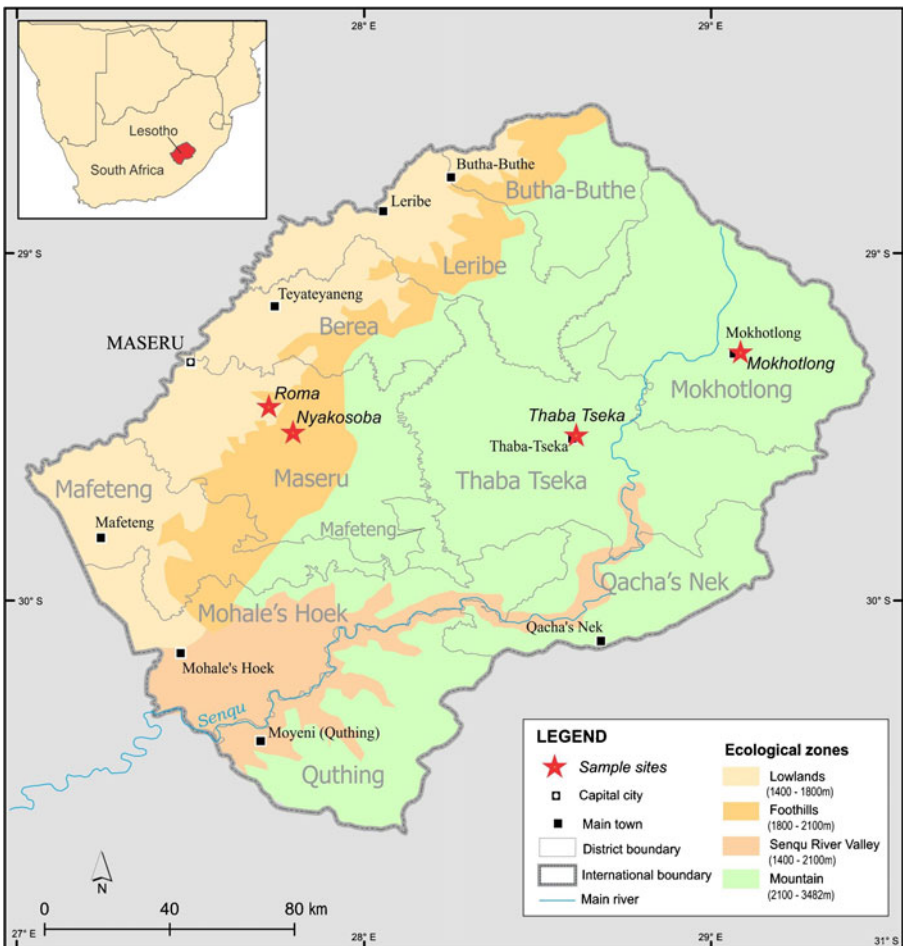 28° E
29° E
Lesotho
South Africa
Butha-Buthe
Butha-Buthe
Leribe
29° S
29° S
Leribe
Teyateyaneng
Berea
MASERU
Mokhotlong
Mokhotlong
Mokhotlong
Roma
Nyakosoba
Thaba Tseka
Thaba-Tseka
Maseru
Thaba Tseka
Mafeteng
Mafeteng
Mafeteng
Qacha's Nek
30° S
30° S
Mohale's Hoek
Qacha's Nek
Mohale's Hoek
Senqu
Moyeni (Quthing)
Quthing
LEGEND
Sample sites
Capital city
Main town
District boundary
International boundary
Main river
Ecological zones
Lowlands
(1400 - 1800m)
Foothills
(1800 - 2100m)
Senqu River Valley
(1400 - 2100m)
Mountain
(2100 - 3482m)
N
0 40 80 km
27° E
28° E
29° E
31° S